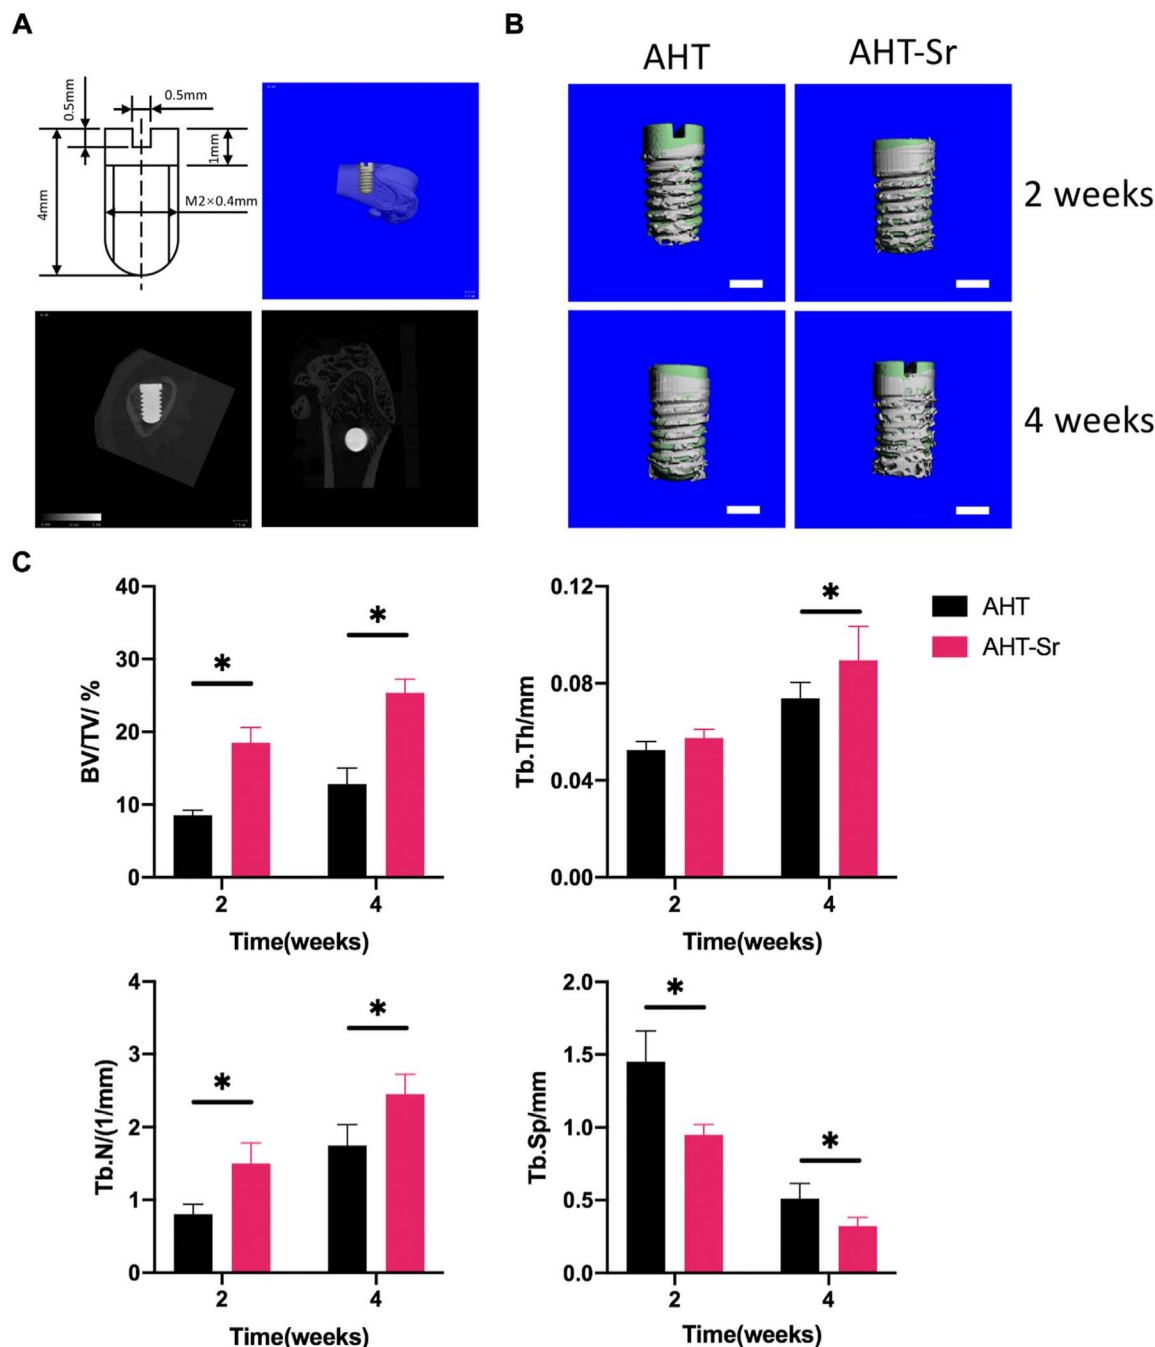 A
0.5mm
0.5mm
1mm
4mm
M2×0.4mm
B
AHT
AHT-Sr
2 weeks
4 weeks
C
40
30
20
10
0
BV/TV/ %
*
*
2
4
Time(weeks)
0.12
0.08
0.04
0.00
Tb.Th/mm
*
2
4
Time(weeks)
AHT
AHT-Sr
4
3
2
1
0
Tb.N/(1/mm)
*
*
2
4
Time(weeks)
2.0
1.5
1.0
0.5
0.0
Tb.Sp/mm
*
*
2
4
Time(weeks)